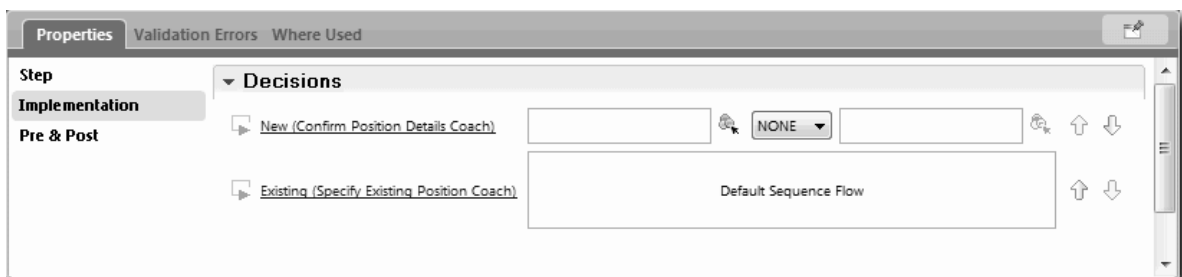 Properties Validation Errors Where Used
Step
Implementation
Pre & Post
Decisions
New (Confirm Position Details Coach) NONE
Existing (Specify Existing Position Coach) Default Sequence Flow